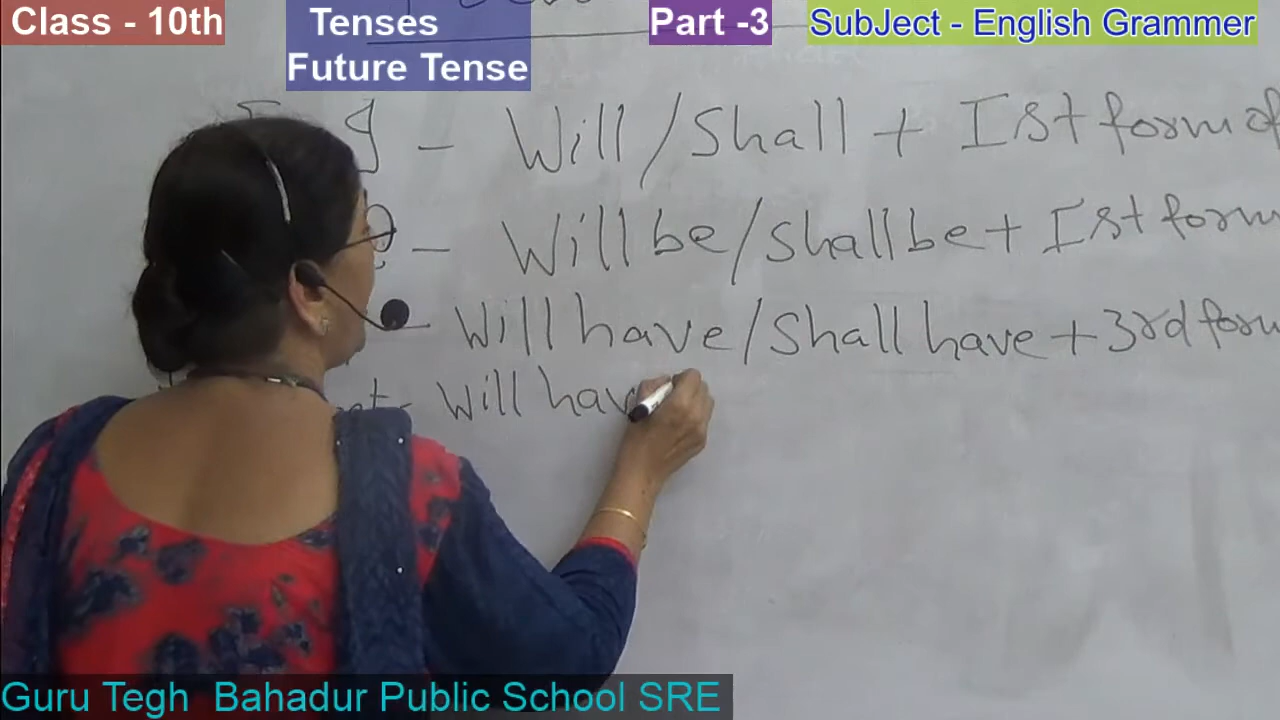 Class - 10th Tenses Part -3 SubJect - English Grammer
Future Tense
- Will / Shall + Ist form of
- Will be / Shall be + Ist form
- Will have / Shall have + 3rd form
- Will hav
Guru Tegh Bahadur Public School SRE